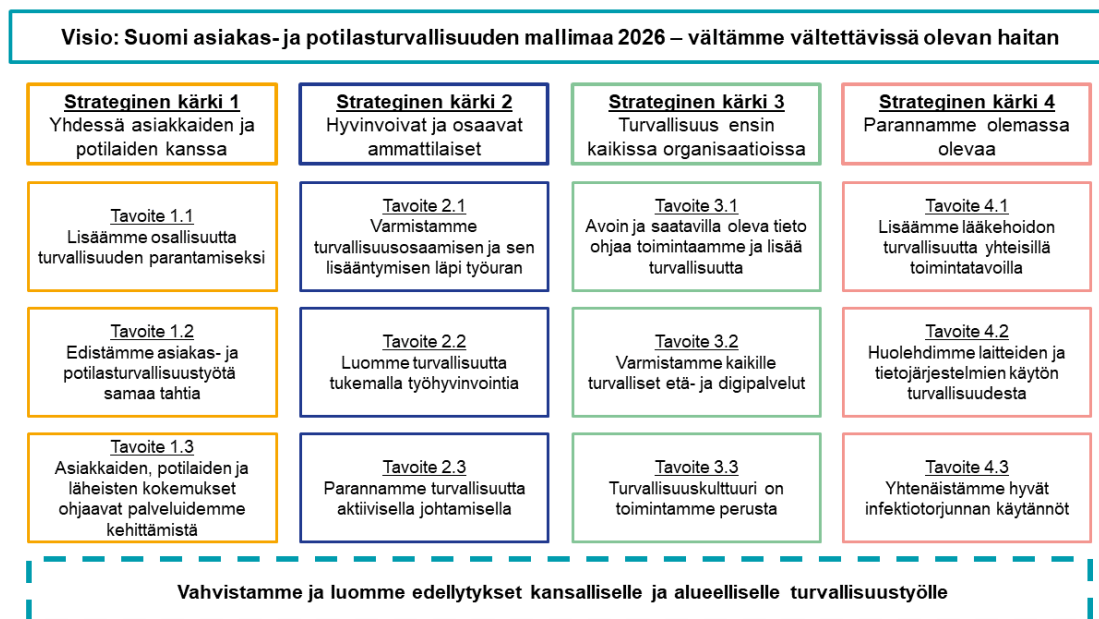 Visio: Suomi asiakas- ja potilasturvallisuuden mallimaa 2026 – vältämme vältettävissä olevan haitan
Strateginen kärki 1
Yhdessä asiakkaiden ja
potilaiden kanssa
Tavoite 1.1
Lisäämme osallisuutta
turvallisuuden parantamiseksi
Tavoite 1.2
Edistämme asiakas- ja
potilasturvallisuustyötä
samaa tahtia
Tavoite 1.3
Asiakkaiden, potilaiden ja
läheisten kokemukset
ohjaavat palveluidemme
kehittämistä
Strateginen kärki 2
Hyvinvoivat ja osaavat
ammattilaiset
Tavoite 2.1
Varmistamme
turvallisuusosaamisen ja sen
lisääntymisen läpi työuran
Tavoite 2.2
Luomme turvallisuutta
tukemalla työhyvinvointia
Tavoite 2.3
Parannamme turvallisuutta
aktiivisella johtamisella
Strateginen kärki 3
Turvallisuus ensin
kaikissa organisaatioissa
Tavoite 3.1
Avoin ja saatavilla oleva tieto
ohjaa toimintaamme ja lisää
turvallisuutta
Tavoite 3.2
Varmistamme kaikille
turvalliset etä- ja digipalvelut
Tavoite 3.3
Turvallisuuskulttuuri on
toimintamme perusta
Strateginen kärki 4
Parannamme olemassa
olevaa
Tavoite 4.1
Lisäämme lääkehoidon
turvallisuutta yhteisillä
toimintatavoilla
Tavoite 4.2
Huolehdimme laitteiden ja
tietojärjestelmien käytön
turvallisuudesta
Tavoite 4.3
Yhtenäistämme hyvät
infektiotorjunnan käytännöt
Vahvistamme ja luomme edellytykset kansalliselle ja alueelliselle turvallisuustyölle